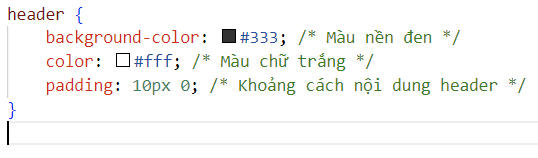 header {
    background-color: #333; /* Màu nền đen */
    color: #fff; /* Màu chữ trắng */
    padding: 10px 0; /* Khoảng cách nội dung header */
}